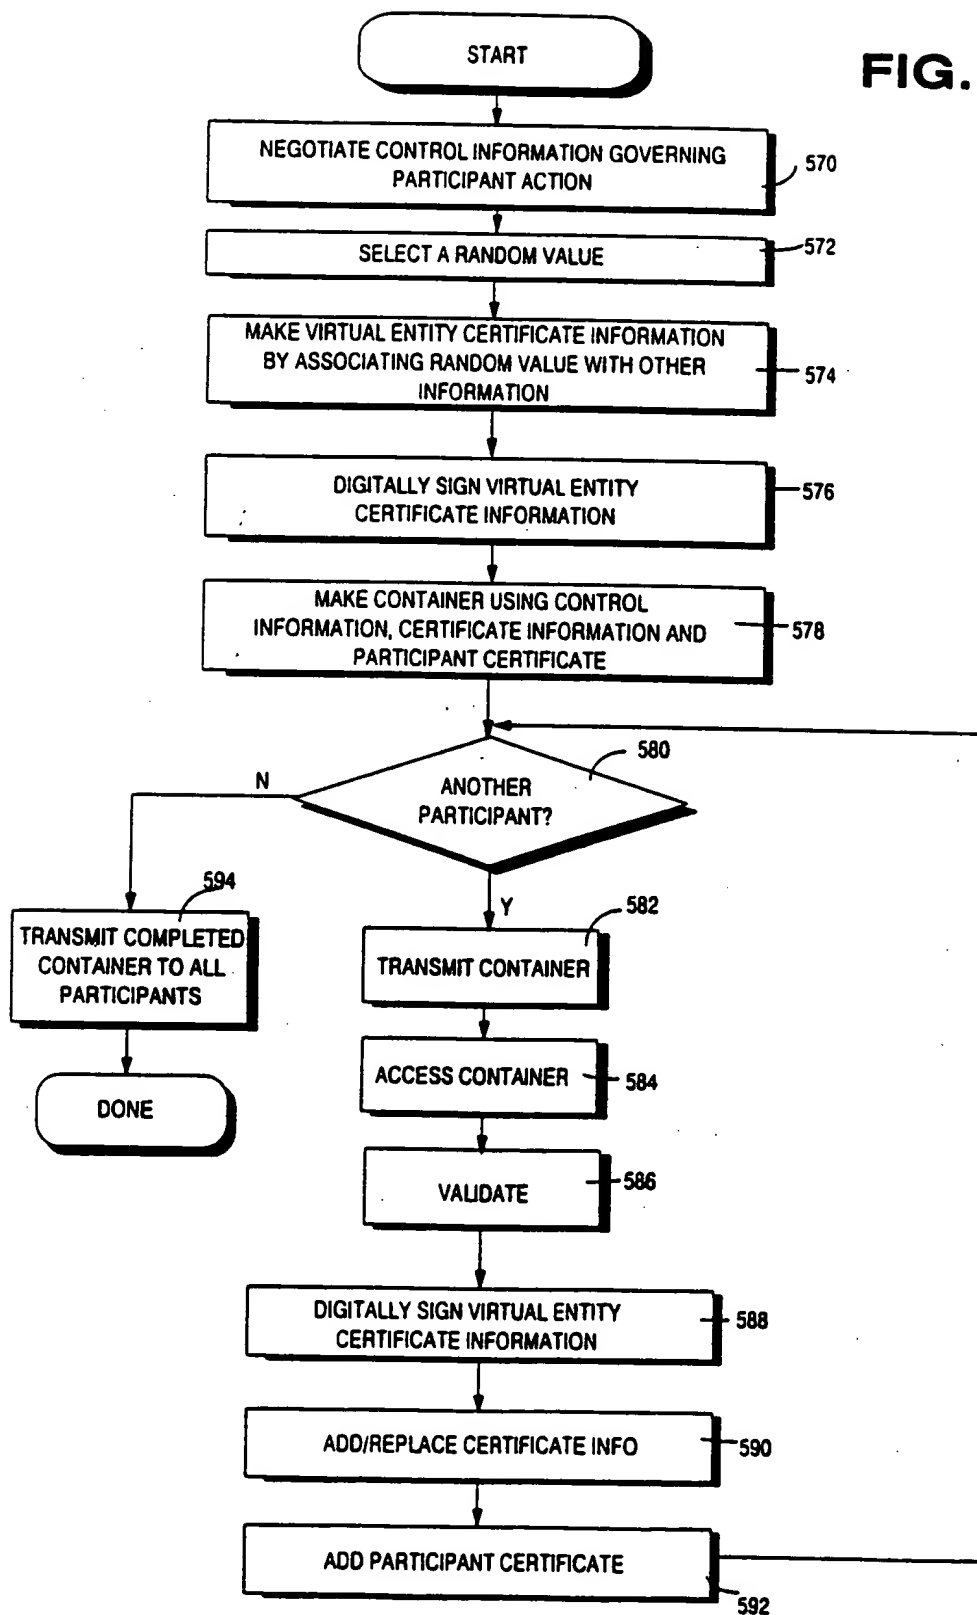 START
FIG.
NEGOTIATE CONTROL INFORMATION GOVERNING
PARTICIPANT ACTION
570
SELECT A RANDOM VALUE
572
MAKE VIRTUAL ENTITY CERTIFICATE INFORMATION
BY ASSOCIATING RANDOM VALUE WITH OTHER
INFORMATION
574
DIGITALLY SIGN VIRTUAL ENTITY
CERTIFICATE INFORMATION
576
MAKE CONTAINER USING CONTROL
INFORMATION, CERTIFICATE INFORMATION AND
PARTICIPANT CERTIFICATE
578
580
ANOTHER
PARTICIPANT?
N
Y
594
TRANSMIT COMPLETED
CONTAINER TO ALL
PARTICIPANTS
DONE
582
TRANSMIT CONTAINER
ACCESS CONTAINER
584
VALIDATE
586
DIGITALLY SIGN VIRTUAL ENTITY
CERTIFICATE INFORMATION
588
ADD/REPLACE CERTIFICATE INFO
590
ADD PARTICIPANT CERTIFICATE
592